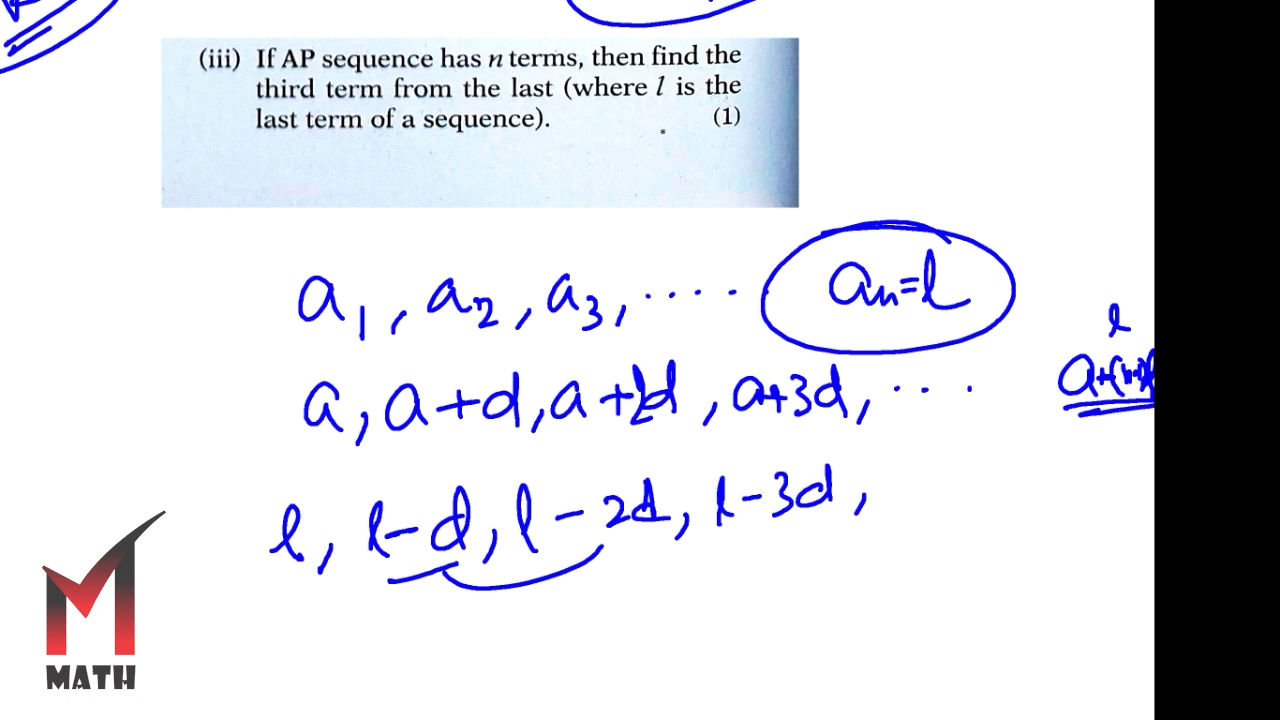 (iii) If AP sequence has n terms, then find the
third term from the last (where l is the
last term of a sequence). (1)
a₁, a₂, a₃, ..... aₙ=l
l
a, a+d, a+2d, a+3d, ....
l, l-d, l-2d, l-3d,
MATH